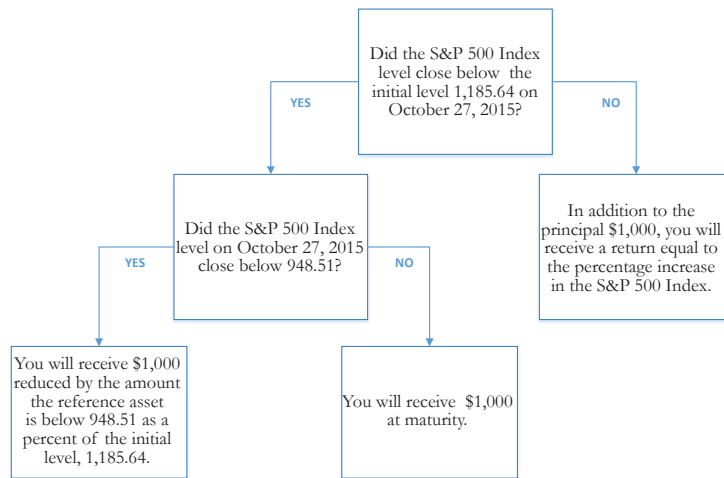 Did the S&P 500 Index
level close below the
initial level 1,185.64 on
October 27, 2015?
YES
NO
Did the S&P 500 Index
level on October 27, 2015
close below 948.51?
In addition to the
principal $1,000, you will
receive a return equal to
the percentage increase
in the S&P 500 Index.
YES
NO
You will receive $1,000
reduced by the amount
the reference asset
is below 948.51 as a
percent of the initial
level, 1,185.64.
You will receive $1,000
at maturity.